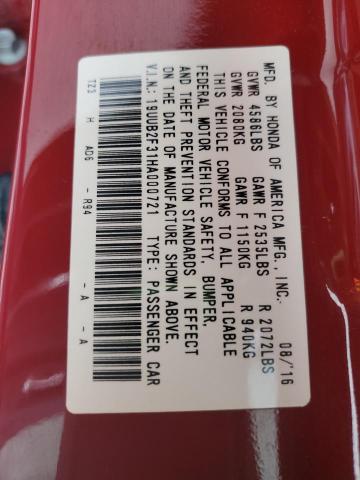 MFD. BY HONDA OF AMERICA MFG., INC. 08/'16
GVWR 4586LBS GAWR F 2535LBS R 2072LBS
GVWR 2080KG GAWR F 1150KG R 940KG
THIS VEHICLE CONFORMS TO ALL APPLICABLE
FEDERAL MOTOR VEHICLE SAFETY, BUMPER,
AND THEFT PREVENTION STANDARDS IN EFFECT
ON THE DATE OF MANUFACTURE SHOWN ABOVE.
V.I.N.: 19UUB2F31HA000721 TYPE: PASSENGER CAR
TZ3 H AD6 - R94 - A - A